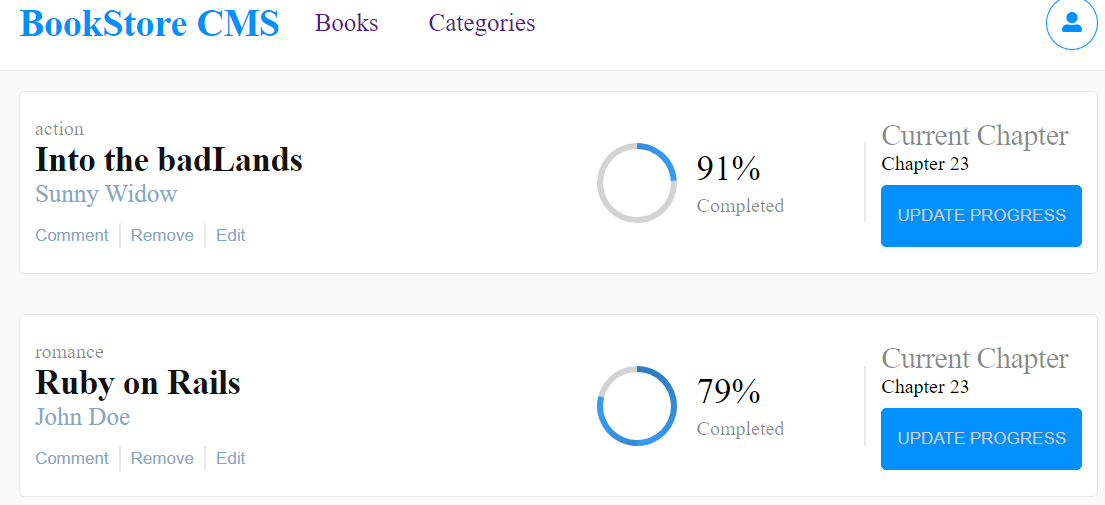 BookStore CMS Books Categories
action
Into the badLands
Sunny Widow
Comment Remove Edit
91%
Completed
Current Chapter
Chapter 23
UPDATE PROGRESS
romance
Ruby on Rails
John Doe
Comment Remove Edit
79%
Completed
Current Chapter
Chapter 23
UPDATE PROGRESS